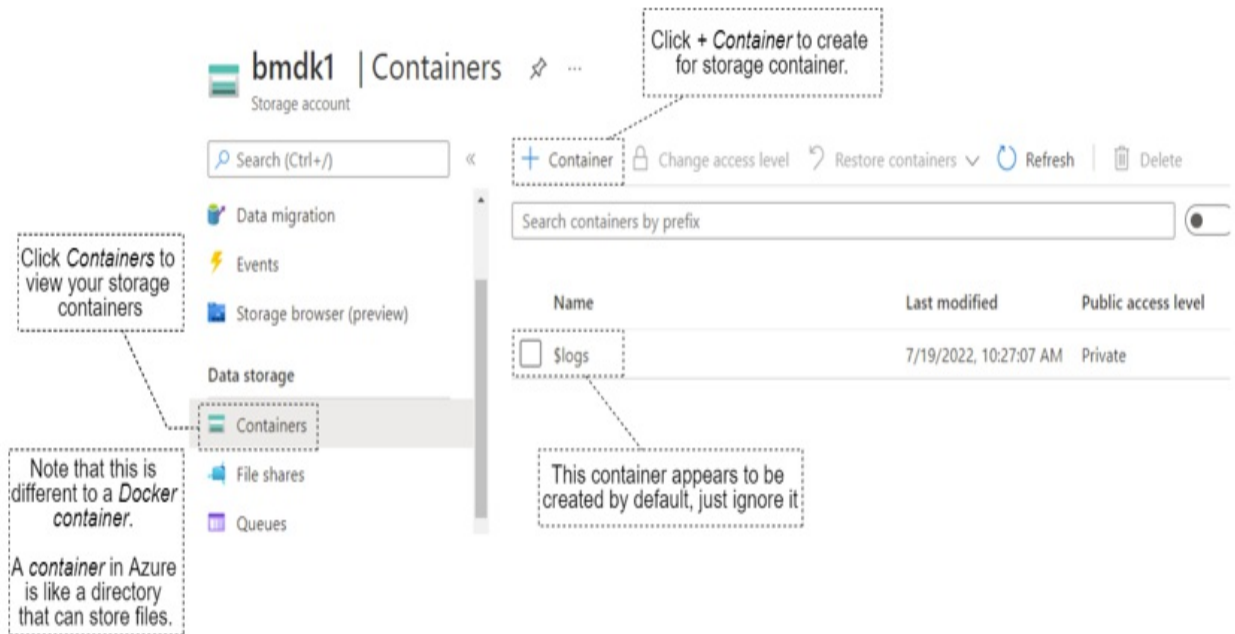 Click + Container to create
for storage container.
bmdk1 | Containers
...
Storage account
Search (Ctrl+/)
«
+ Container
Change access level
Restore containers
Refresh
Delete
Search containers by prefix
Data migration
Events
Storage browser (preview)
Click Containers to
view your storage
containers
Name
Last modified
Public access level
$logs
7/19/2022, 10:27:07 AM
Private
Data storage
Containers
File shares
Queues
Note that this is
different to a Docker
container.
A container in Azure
is like a directory
that can store files.
This container appears to be
created by default, just ignore it